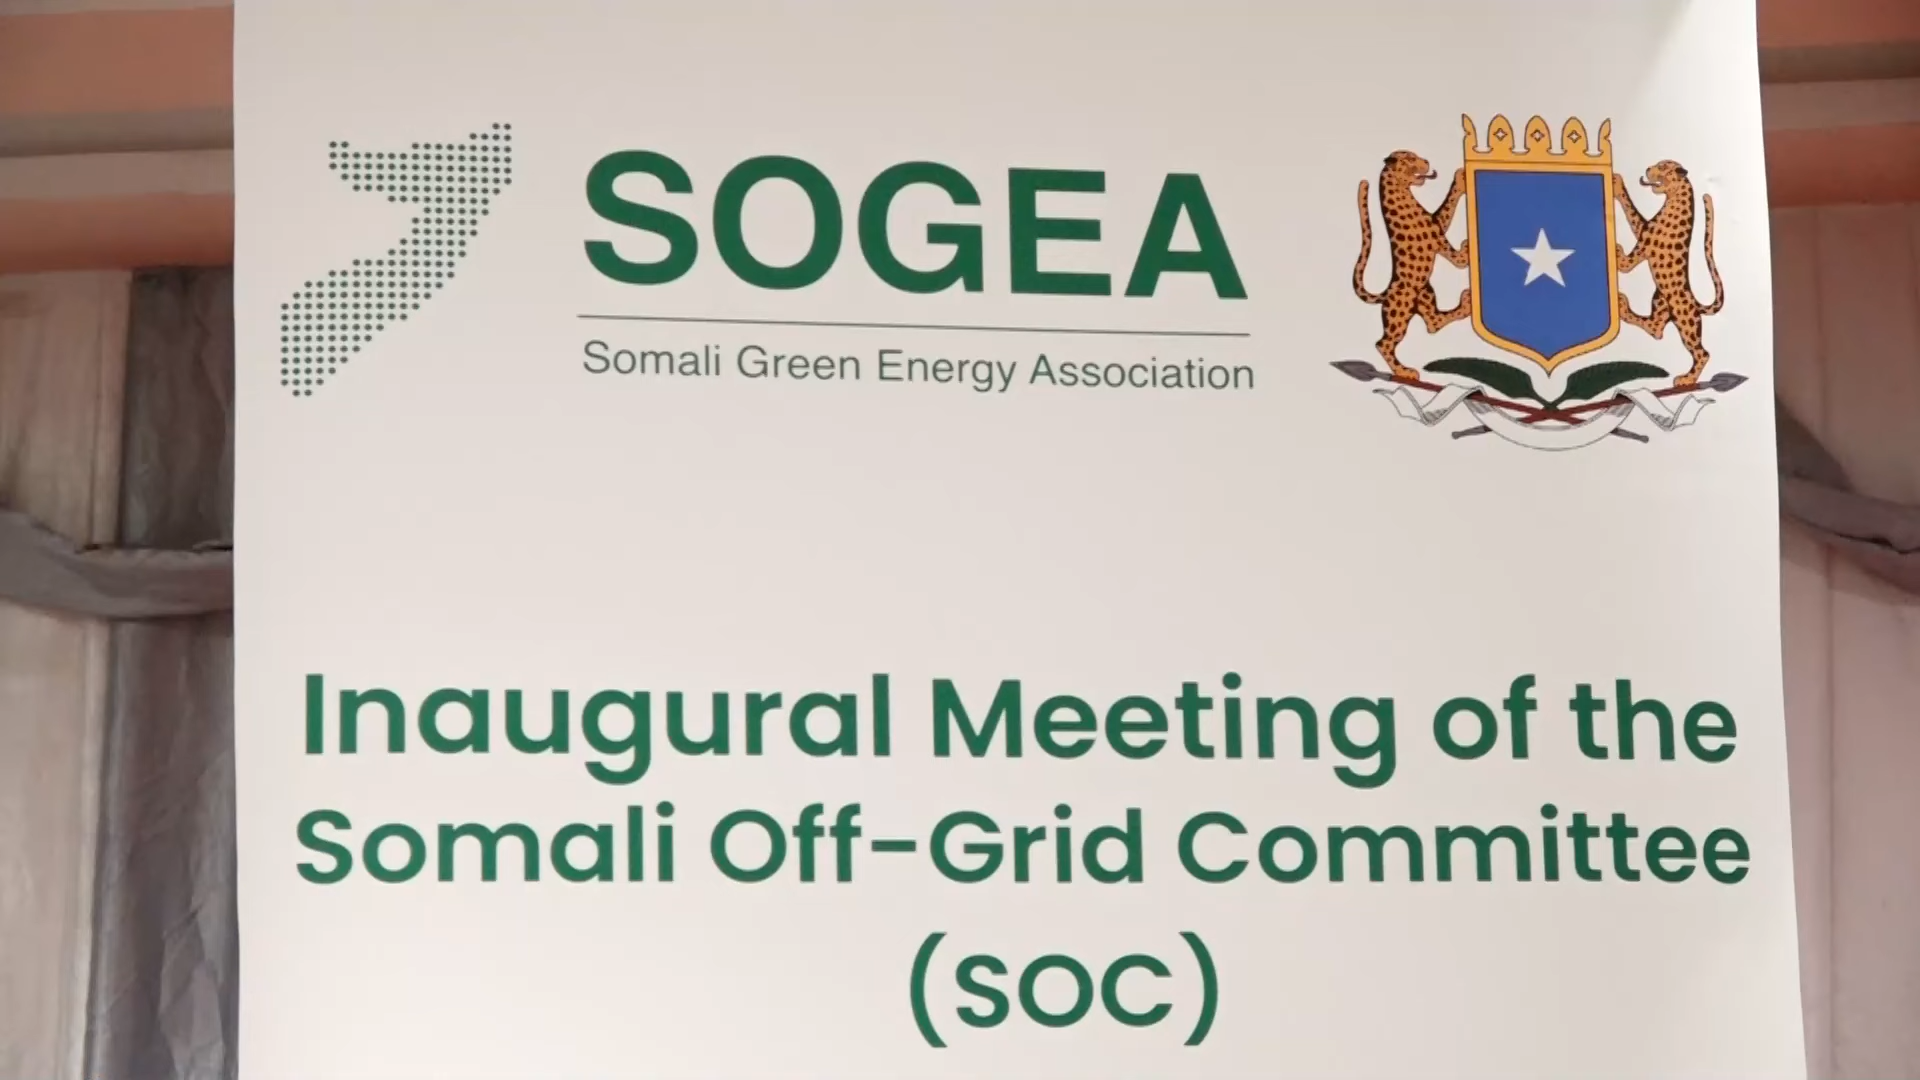 SOGEA
Somali Green Energy Association
Inaugural Meeting of the
Somali Off-Grid Committee
(SOC)